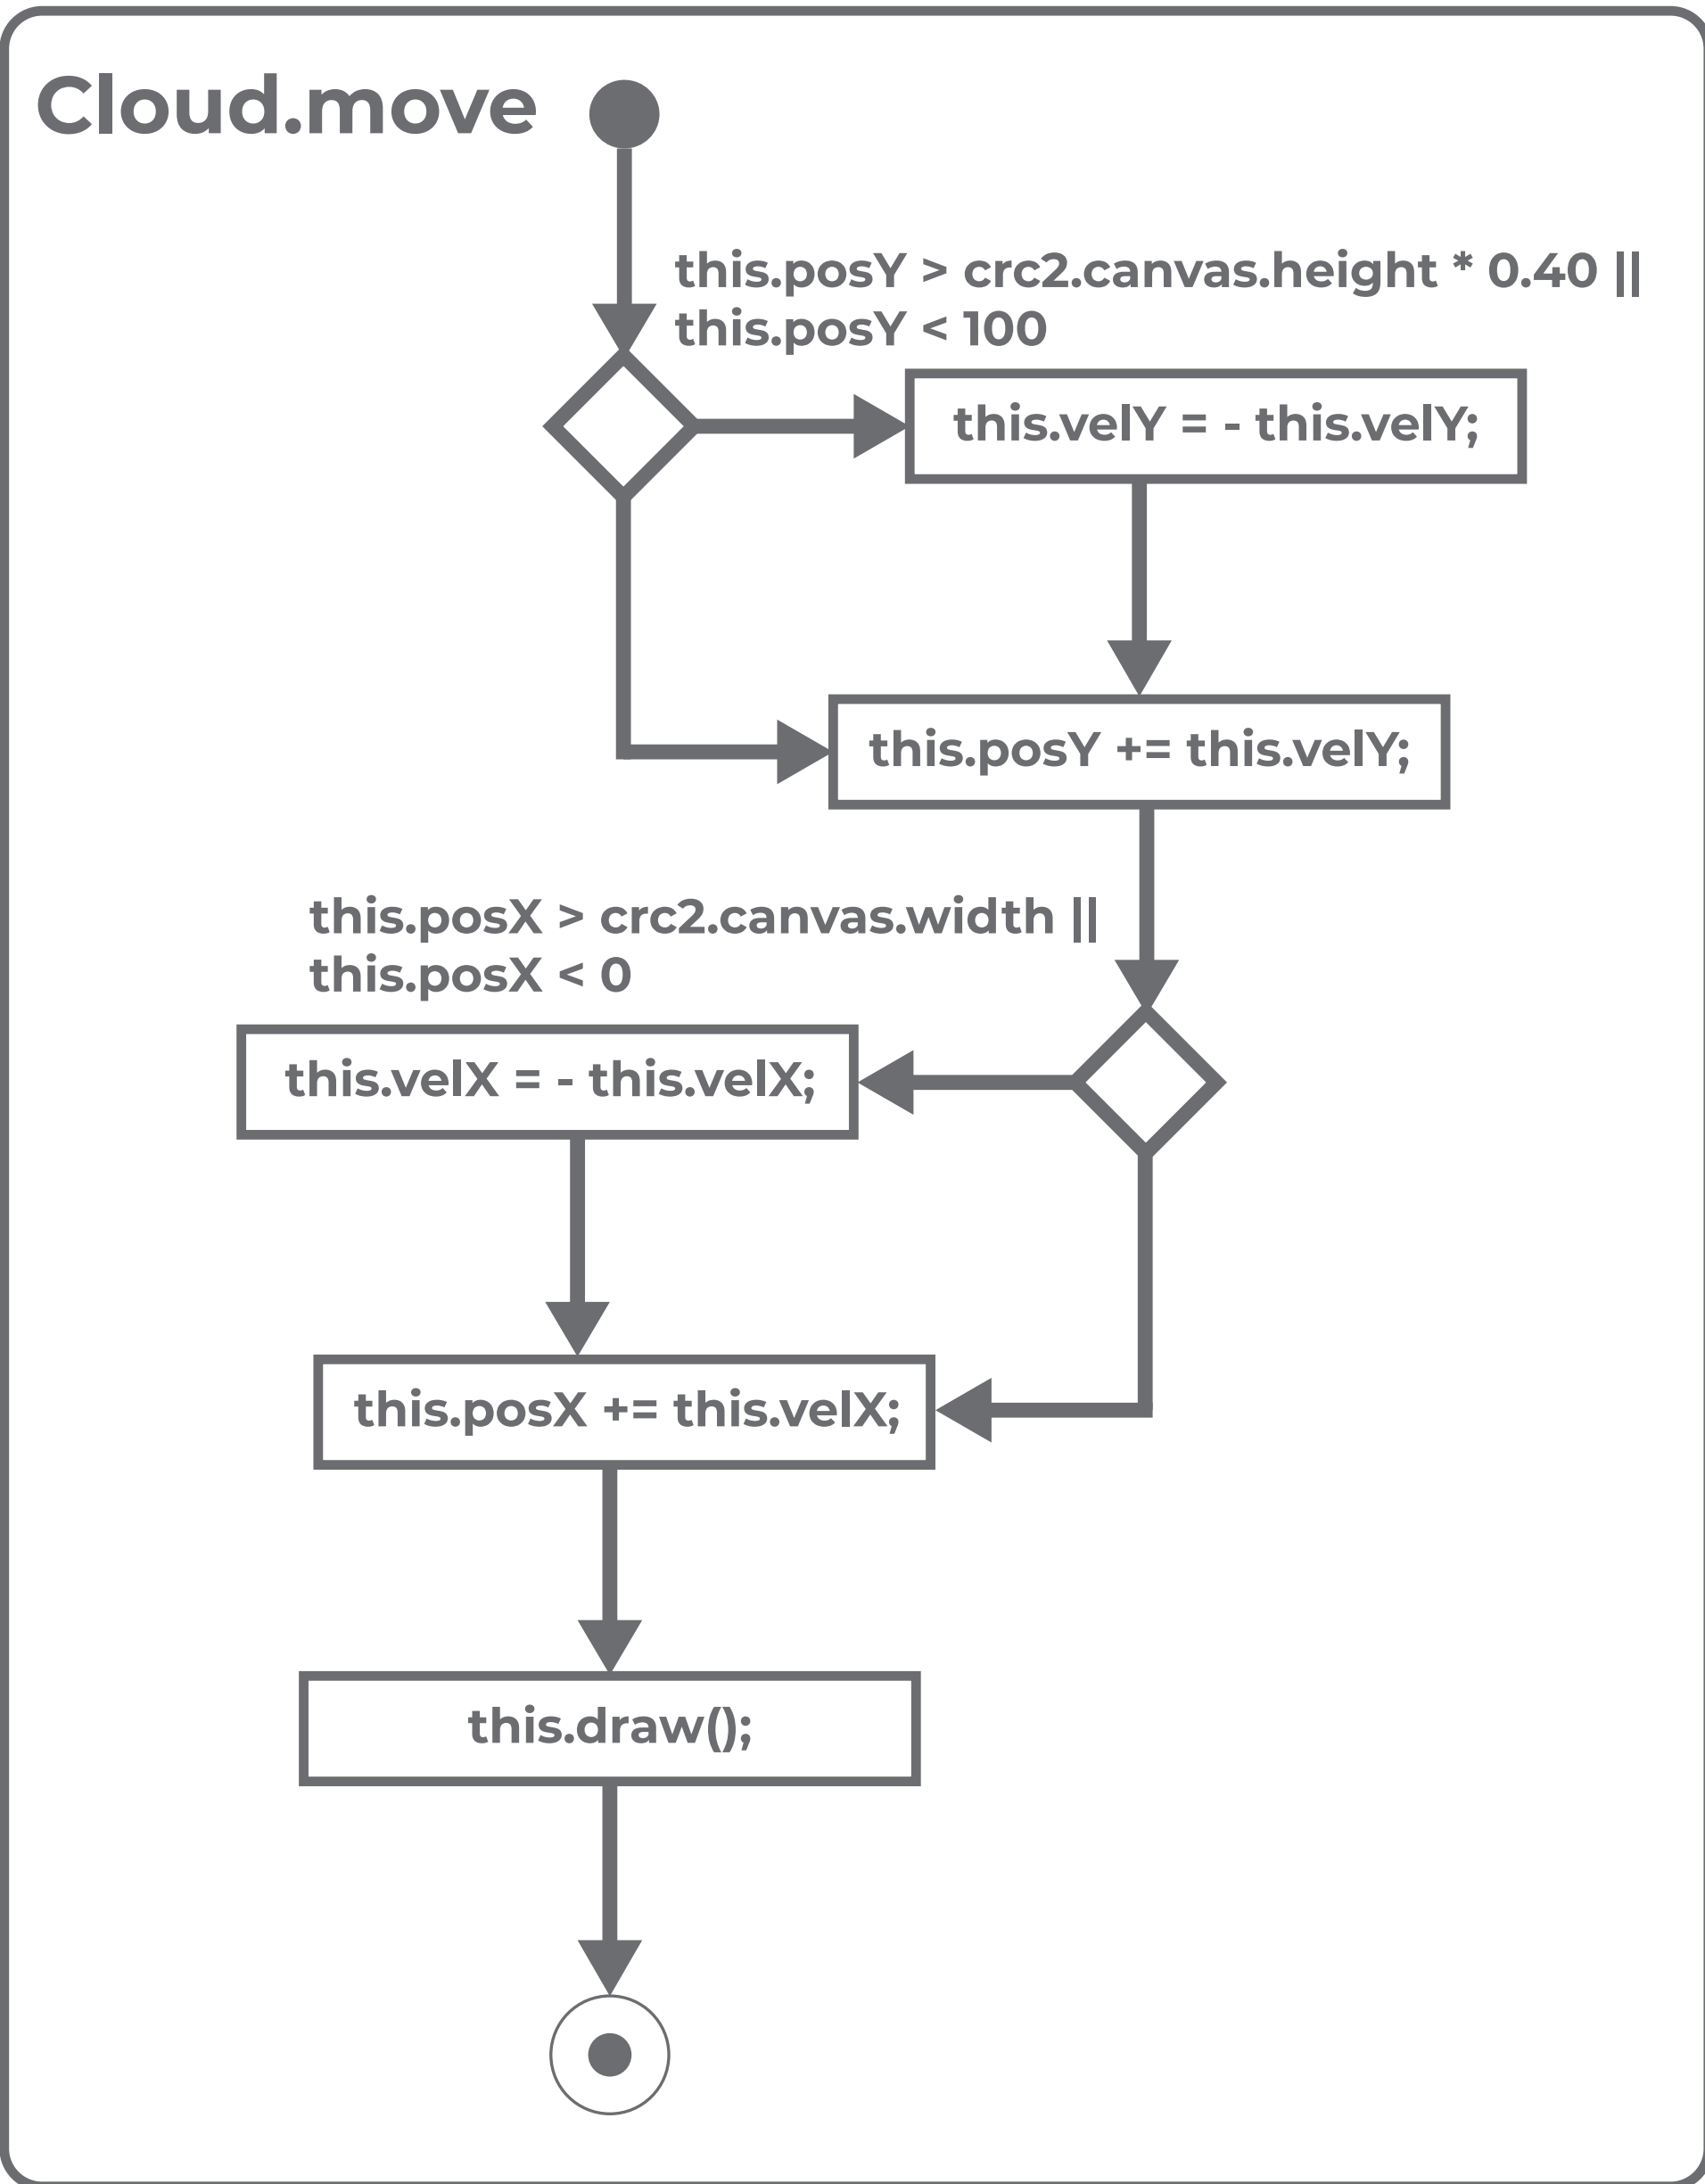 Cloud.move
this.posY > crc2.canvas.height * 0.40 ||
this.posY < 100
this.velY = - this.velY;
this.posY += this.velY;
this.posX > crc2.canvas.width ||
this.posX < 0
this.velX = - this.velX;
this.posX += this.velX;
this.draw();